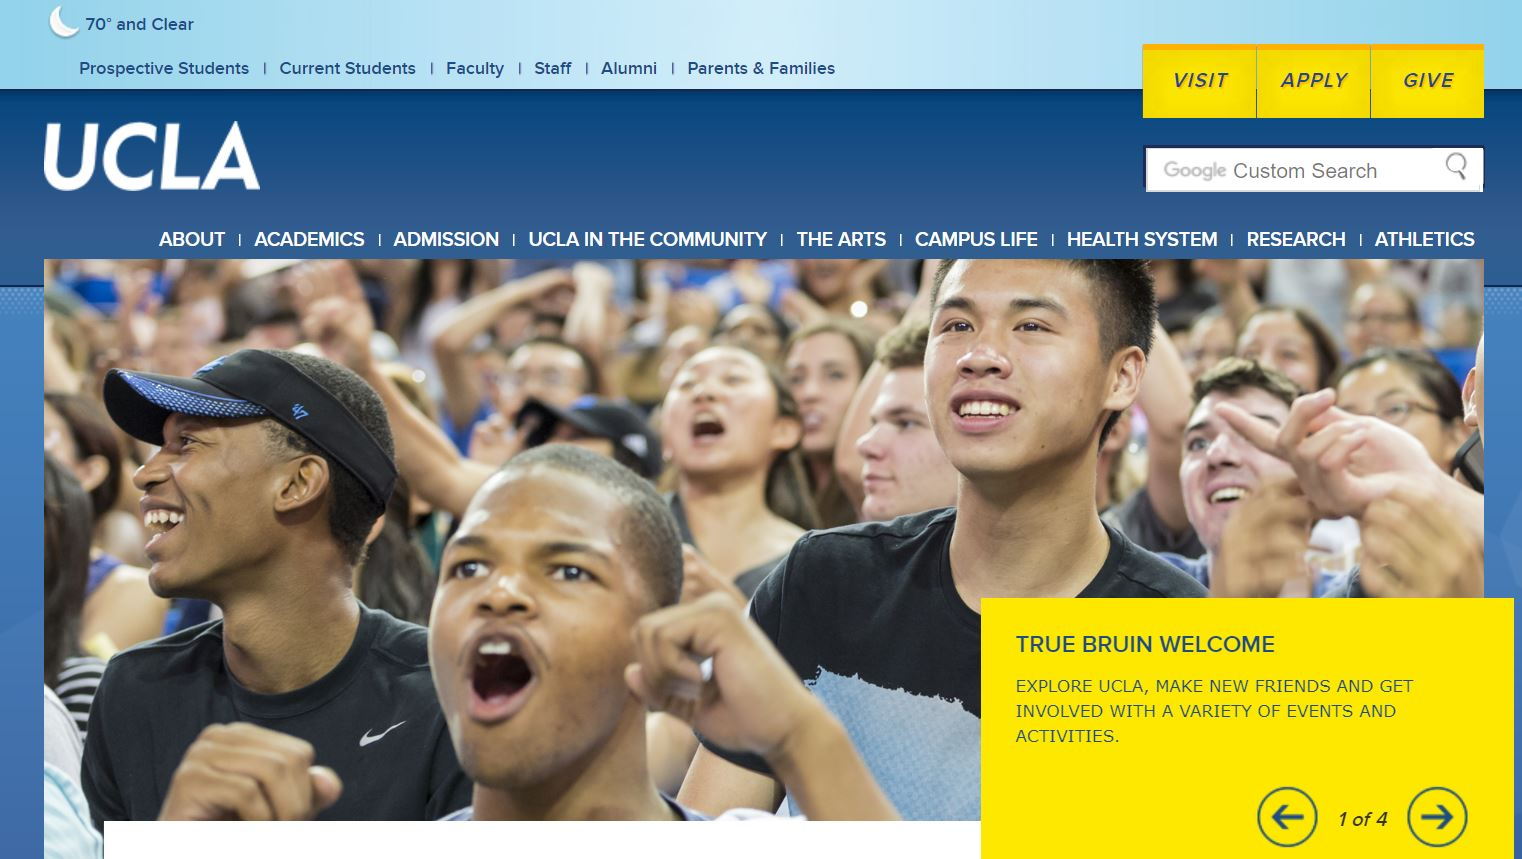 70° and Clear
Prospective Students | Current Students | Faculty | Staff | Alumni | Parents & Families
VISIT APPLY GIVE
UCLA
Google Custom Search
ABOUT | ACADEMICS | ADMISSION | UCLA IN THE COMMUNITY | THE ARTS | CAMPUS LIFE | HEALTH SYSTEM | RESEARCH | ATHLETICS
'47
TRUE BRUIN WELCOME
EXPLORE UCLA, MAKE NEW FRIENDS AND GET
INVOLVED WITH A VARIETY OF EVENTS AND
ACTIVITIES.
1 of 4